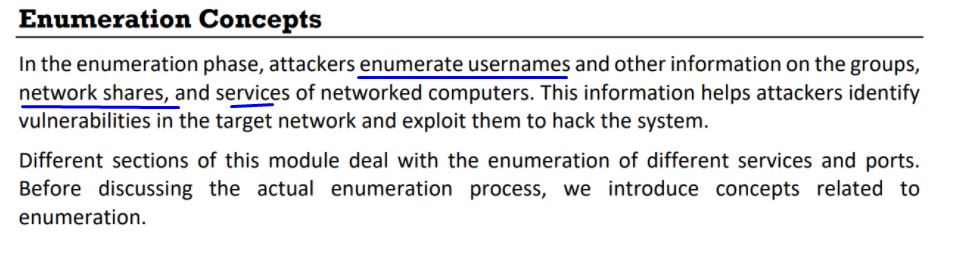 Enumeration Concepts
In the enumeration phase, attackers enumerate usernames and other information on the groups,
network shares, and services of networked computers. This information helps attackers identify
vulnerabilities in the target network and exploit them to hack the system.
Different sections of this module deal with the enumeration of different services and ports.
Before discussing the actual enumeration process, we introduce concepts related to
enumeration.